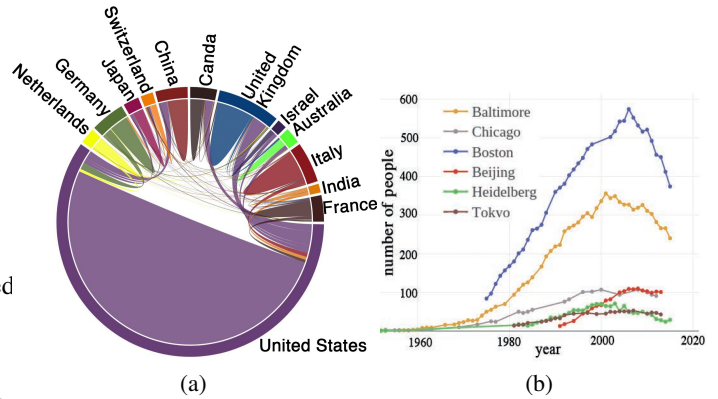 Netherlands
Germany
Japan
Switzerland
China
Canda
United
Kingdom
Israel
Australia
Italy
India
France
United States
ed
(a)
600
500
400
300
200
100
number of people
Baltimore
Chicago
Boston
Beijing
Heidelberg
Tokvo
1960
1980
2000
2020
year
(b)